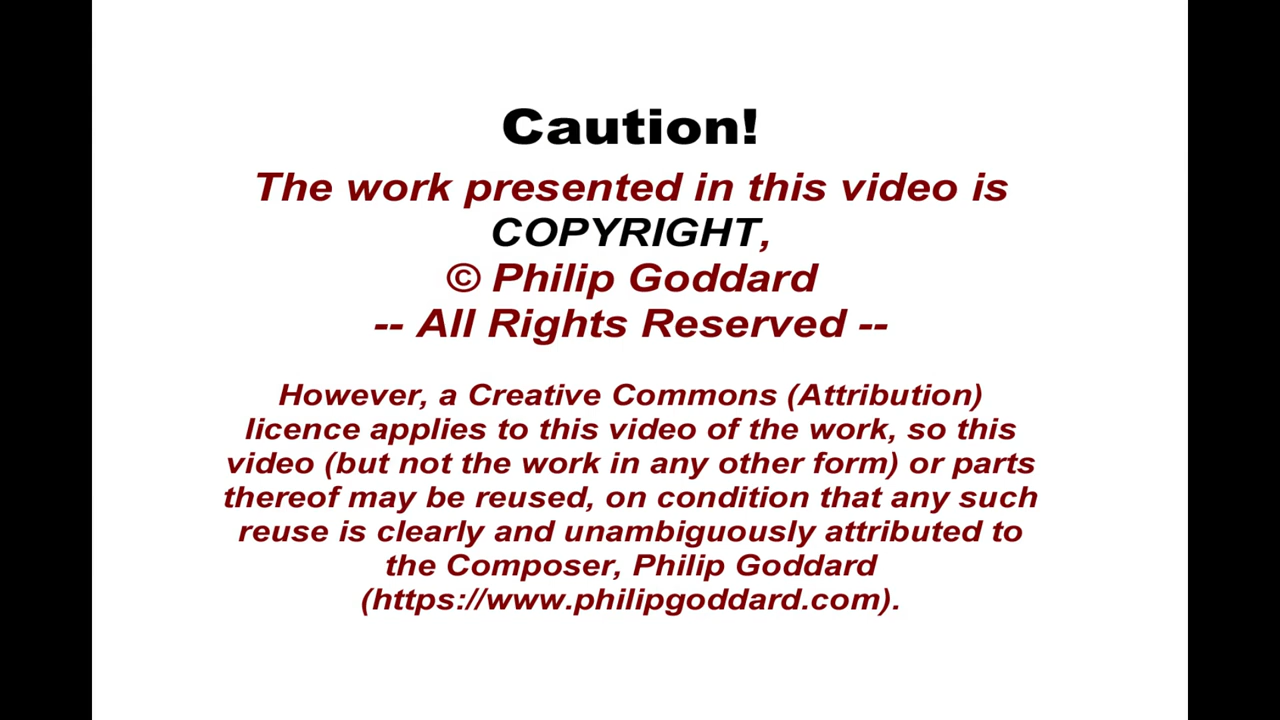 Caution!
The work presented in this video is
COPYRIGHT,
© Philip Goddard
-- All Rights Reserved --
However, a Creative Commons (Attribution)
licence applies to this video of the work, so this
video (but not the work in any other form) or parts
thereof may be reused, on condition that any such
reuse is clearly and unambiguously attributed to
the Composer, Philip Goddard
(https://www.philipgoddard.com).